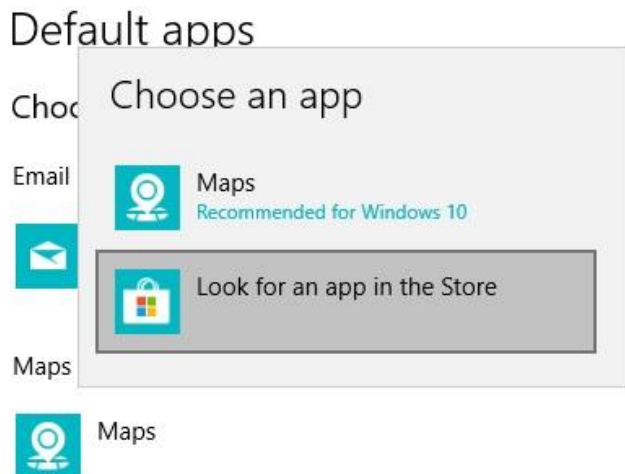 Default apps
Choo
Choose an app
Email
Maps
Recommended for Windows 10
Look for an app in the Store
Maps
Maps